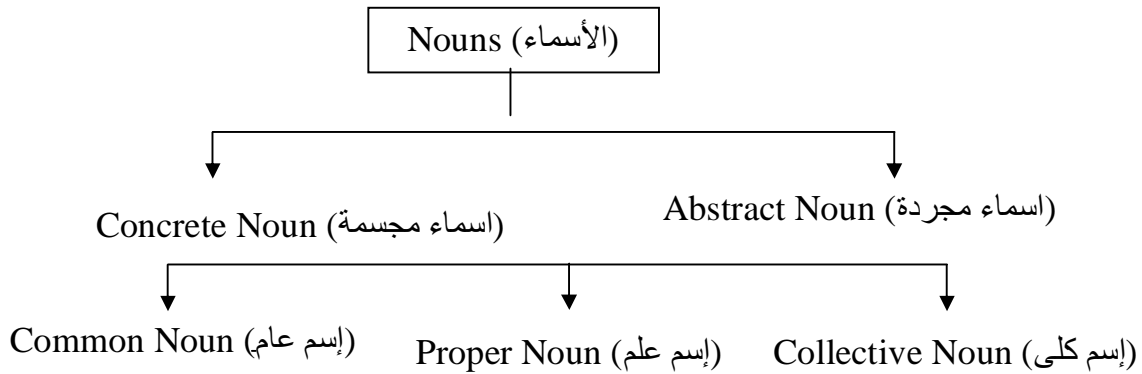 Nouns (الأسماء)
Concrete Noun (اسماء مجسمة)
Abstract Noun (اسماء مجردة)
Common Noun (إسم عام)
Proper Noun (إسم علم)
Collective Noun (إسم كلى)